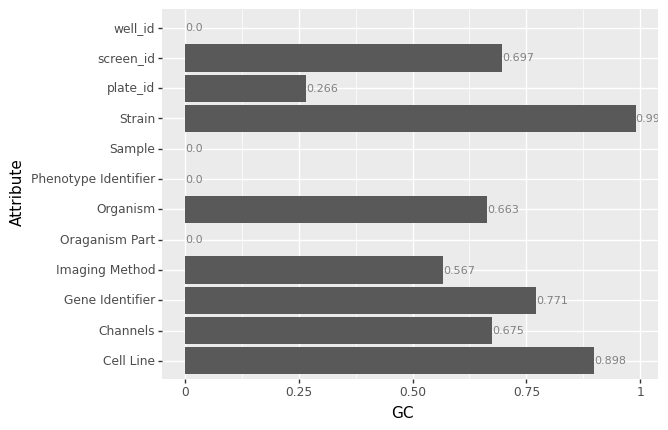 well_id 0.0
screen_id 0.697
plate_id 0.266
Strain 0.99
Sample 0.0
Phenotype Identifier 0.0
Organism 0.663
Oraganism Part 0.0
Imaging Method 0.567
Gene Identifier 0.771
Channels 0.675
Cell Line 0.898
Attribute
0 0.25 0.50 0.75 1
GC